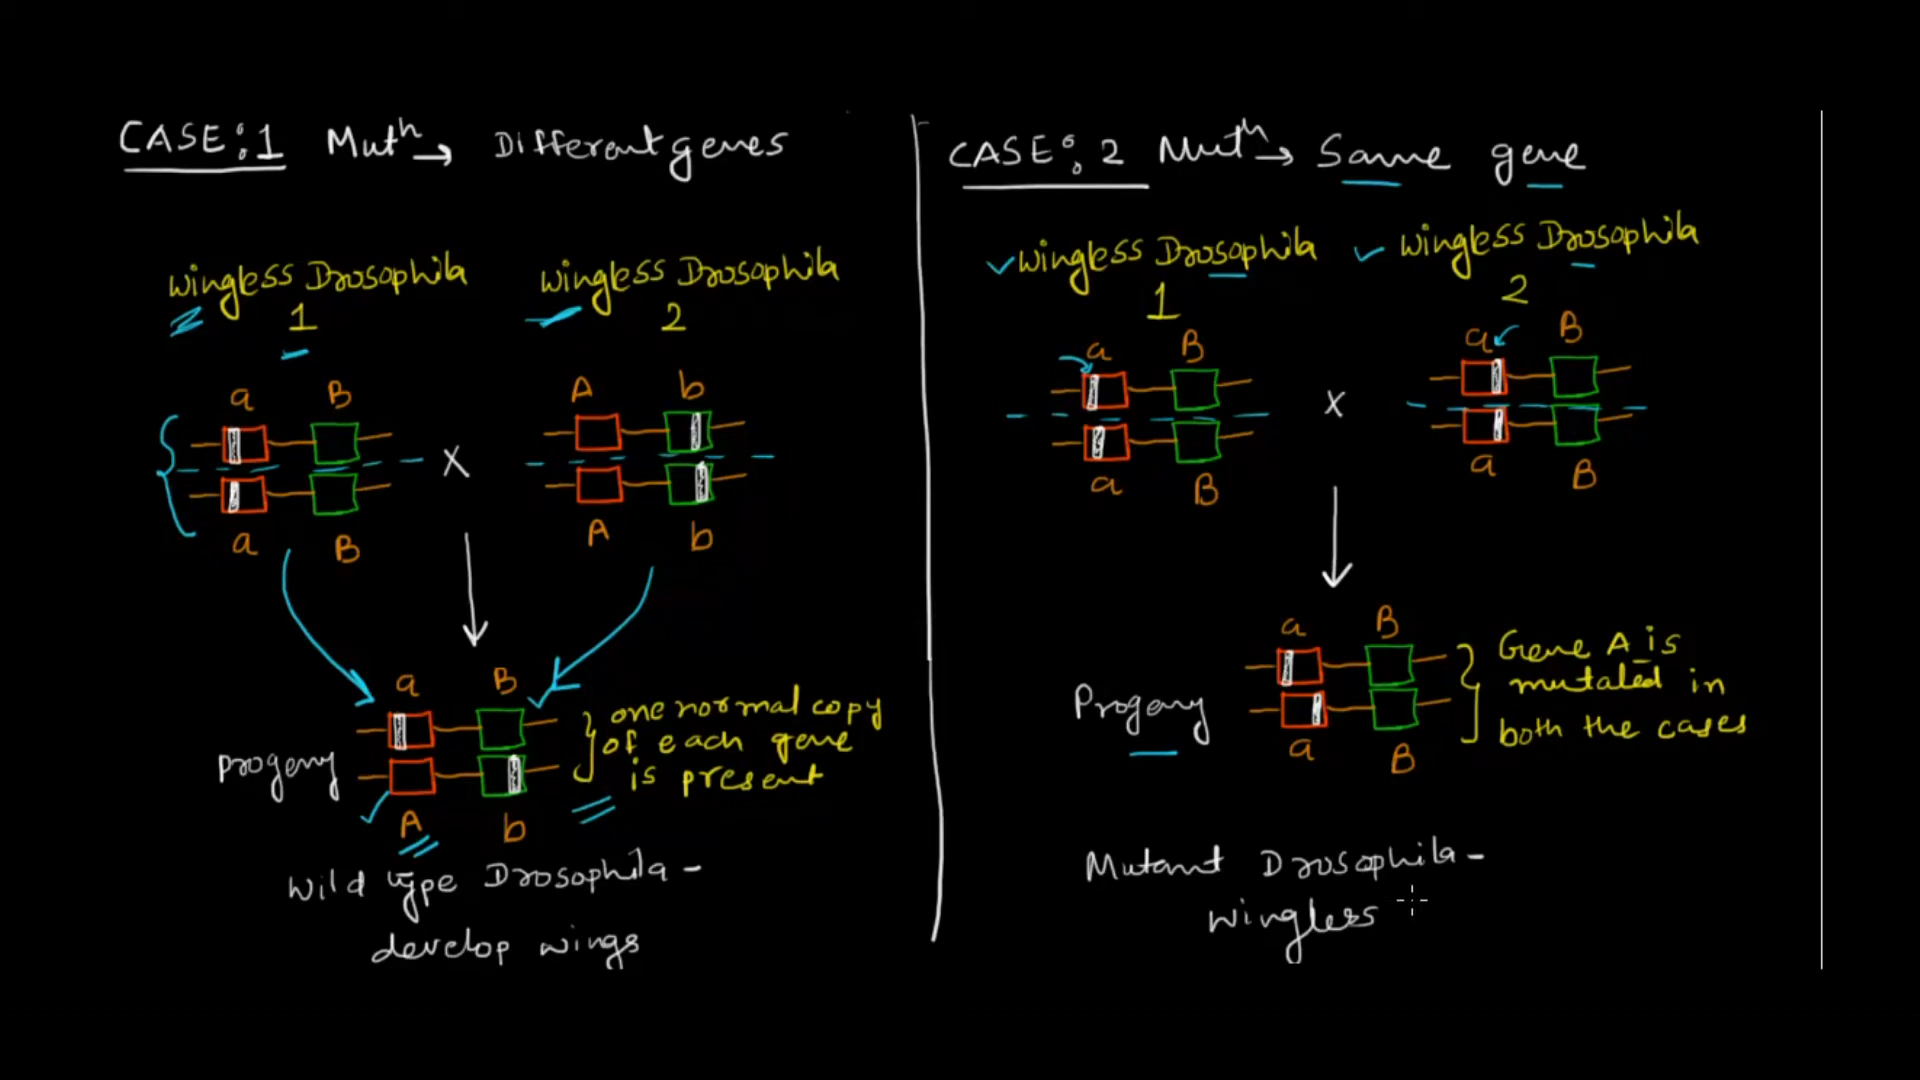 CASE:1 Mutⁿ→ Different genes
wingless Drosophila
1
wingless Drosophila
2
a B
A b
X
a B
A b
a B
progeny
A b
one normal copy
of each gene
is present
Wild type Drosophila -
develop wings
CASE:2 Mutⁿ→ Same gene
wingless Drosophila
1
wingless Drosophila
2
a B
a B
X
a B
a B
a B
Progeny
a B
Gene A is
mutated in
both the cases
Mutant Drosophila -
wingless